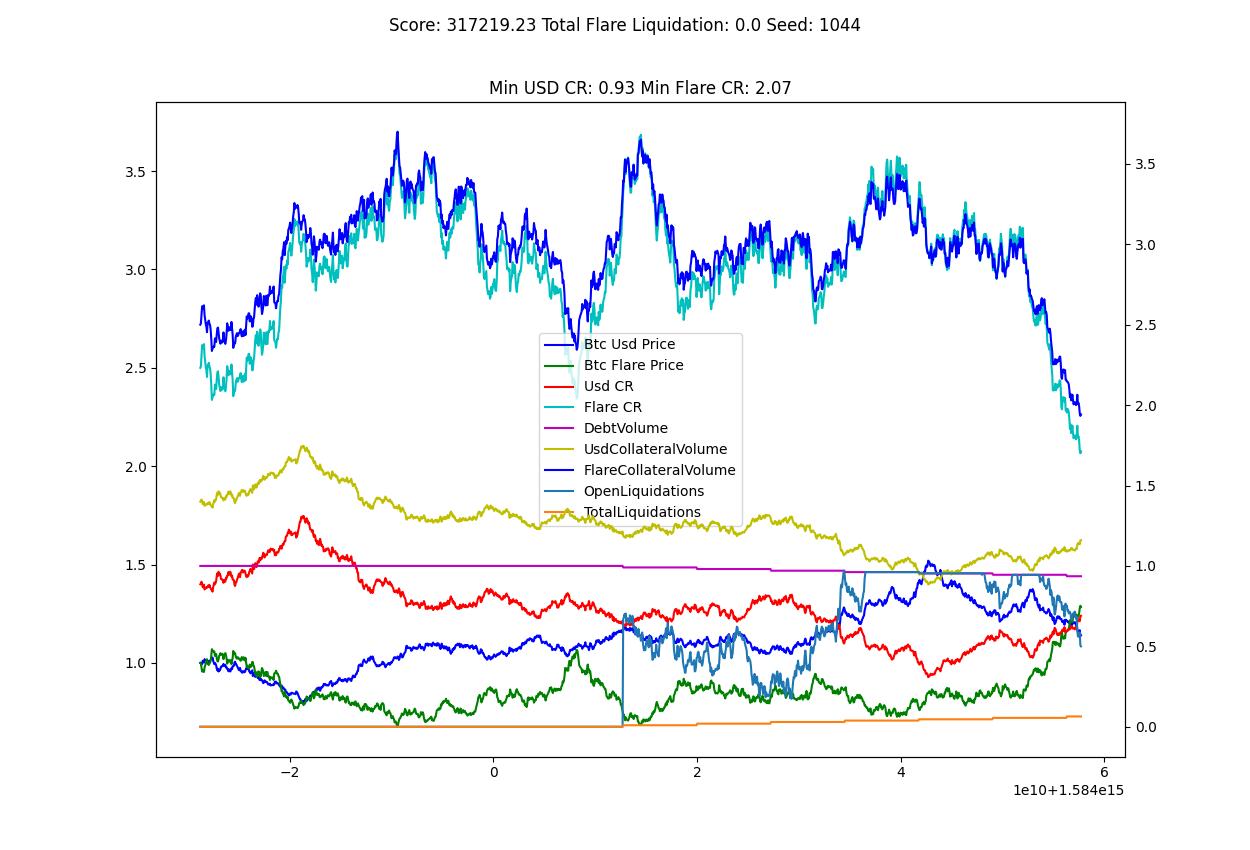 Score: 317219.23 Total Flare Liquidation: 0.0 Seed: 1044
Min USD CR: 0.93 Min Flare CR: 2.07
3.5
3.0
2.5
2.0
1.5
1.0
3.5
3.0
2.5
2.0
1.5
1.0
0.5
0.0
Btc Usd Price
Btc Flare Price
Usd CR
Flare CR
DebtVolume
UsdCollateralVolume
FlareCollateralVolume
OpenLiquidations
TotalLiquidations
−2
0
2
4
6
1e10+1.584e15